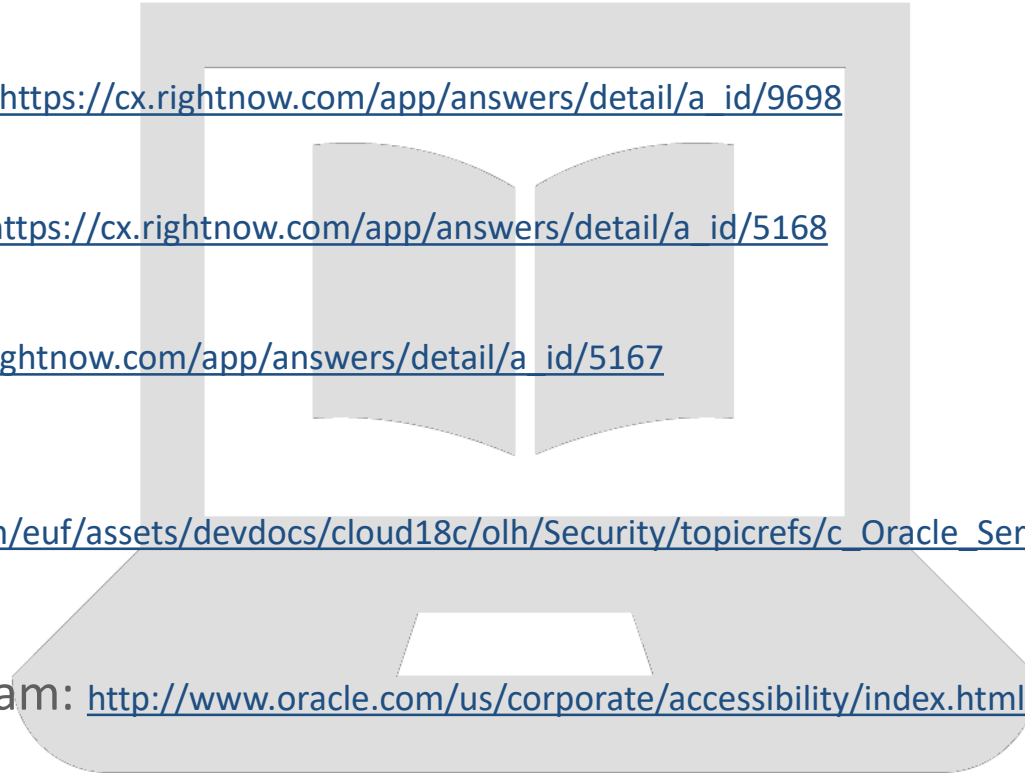 https://cx.rightnow.com/app/answers/detail/a_id/9698
ttps://cx.rightnow.com/app/answers/detail/a_id/5168
ghtnow.com/app/answers/detail/a_id/5167
/euf/assets/devdocs/cloud18c/olh/Security/topicrefs/c_Oracle_Ser
am: http://www.oracle.com/us/corporate/accessibility/index.html